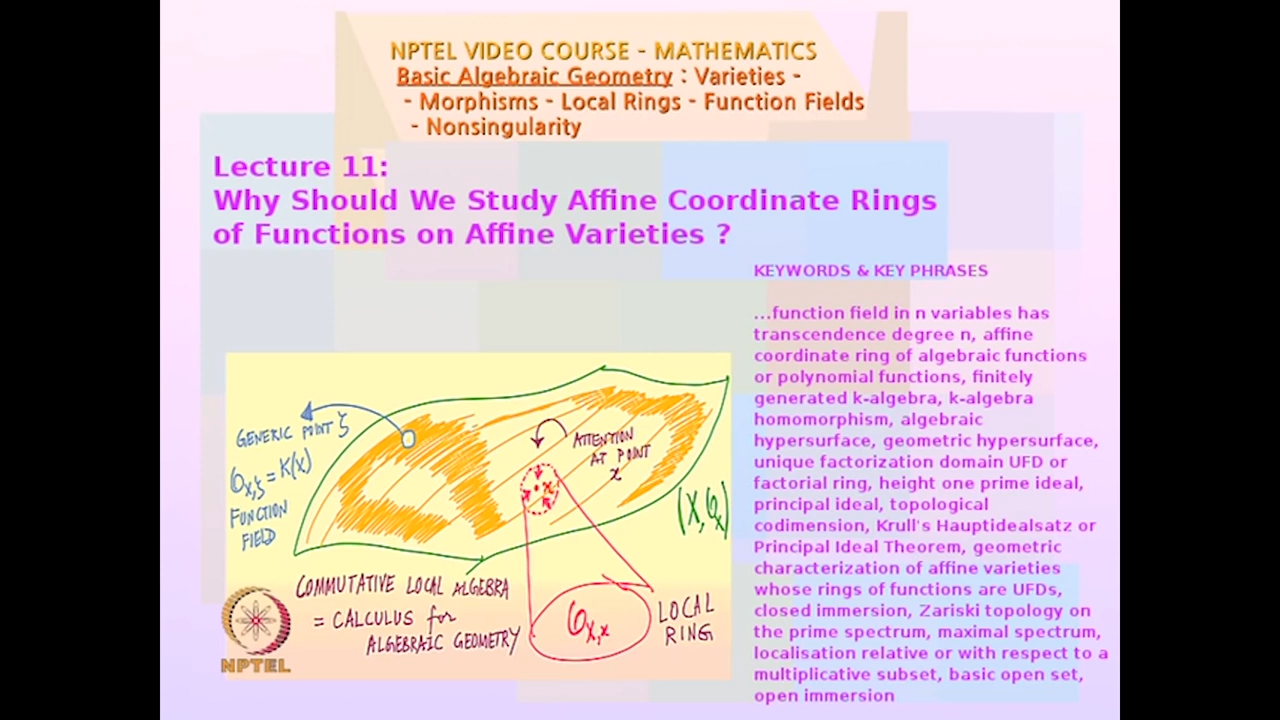 NPTEL VIDEO COURSE - MATHEMATICS
Basic Algebraic Geometry : Varieties -
- Morphisms - Local Rings - Function Fields
- Nonsingularity
Lecture 11:
Why Should We Study Affine Coordinate Rings
of Functions on Affine Varieties ?
KEYWORDS & KEY PHRASES
...function field in n variables has
transcendence degree n, affine
coordinate ring of algebraic functions
or polynomial functions, finitely
generated k-algebra, k-algebra
homomorphism, algebraic
hypersurface, geometric hypersurface,
unique factorization domain UFD or
factorial ring, height one prime ideal,
principal ideal, topological
codimension, Krull's Hauptidealsatz or
Principal Ideal Theorem, geometric
characterization of affine varieties
whose rings of functions are UFDs,
closed immersion, Zariski topology on
the prime spectrum, maximal spectrum,
localisation relative or with respect to a
multiplicative subset, basic open set,
open immersion
GENERIC POINT ζ
O_{X,ζ} = K(X)
FUNCTION
FIELD
ATTENTION
AT POINT
x
(X, O_X)
COMMUTATIVE LOCAL ALGEBRA
= CALCULUS for
ALGEBRAIC GEOMETRY
O_{X,x}
LOCAL
RING
NPTEL